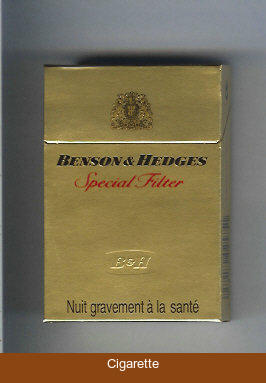 BENSON & HEDGES
Special Filter
B&H
Nuit gravement à la santé
Cigarette